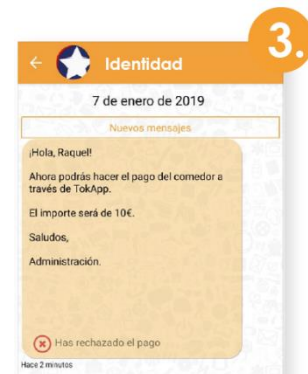 3.
Identidad
7 de enero de 2019
Nuevos mensajes
¡Hola, Raquel!
Ahora podrás hacer el pago del comedor a
través de TokApp.
El importe será de 10€.
Saludos,
Administración.
Has rechazado el pago
Hace 2 minutos